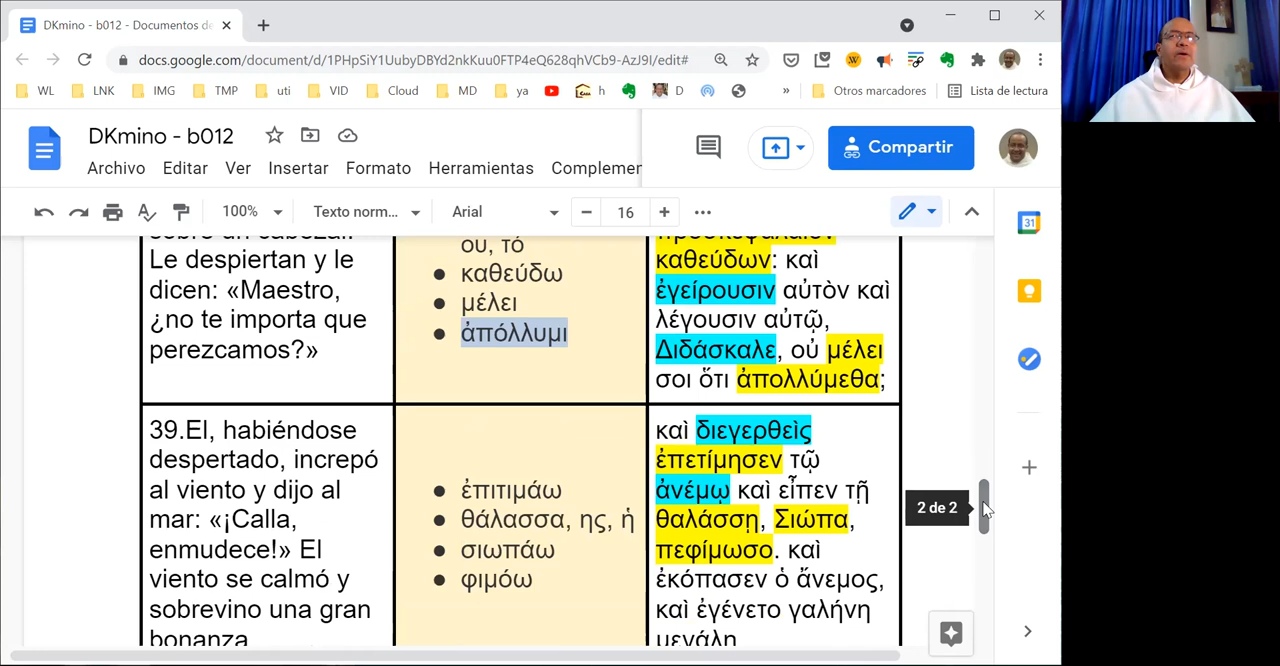 DKmino - b012 - Documentos de
docs.google.com/document/d/1PHpSiY1UubyDBYd2nkKtu0FTP4eQ628qhVCb9-AzJ9I/edit#
WL LNK IMG TMP uti VID Cloud MD ya h D » Otros marcadores Lista de lectura
DKmino - b012
Compartir
Archivo Editar Ver Insertar Formato Herramientas Complemen
100% Texto norm... Arial 16
31
Le despiertan y le
dicen: «Maestro,
¿no te importa que
perezcamos?»
ου, τό
● καθεύδω
● μέλει
● ἀπόλλυμι
προσκεφάλαιον
καθεύδων: καὶ
ἐγείρουσιν αὐτὸν καὶ
λέγουσιν αὐτῷ,
Διδάσκαλε, οὐ μέλει
σοι ὅτι ἀπολλύμεθα;
39.El, habiéndose
despertado, increpó
al viento y dijo al
mar: «¡Calla,
enmudece!» El
viento se calmó y
sobrevino una gran
bonanza
● ἐπιτιμάω
● θάλασσα, ης, ἡ
● σιωπάω
● φιμόω
καὶ διεγερθεὶς
ἐπετίμησεν τῷ
ἀνέμῳ καὶ εἶπεν τῇ
θαλάσσῃ, Σιώπα,
πεφίμωσο. καὶ
ἐκόπασεν ὁ ἄνεμος,
καὶ ἐγένετο γαλήνη
μεγάλη
2 de 2